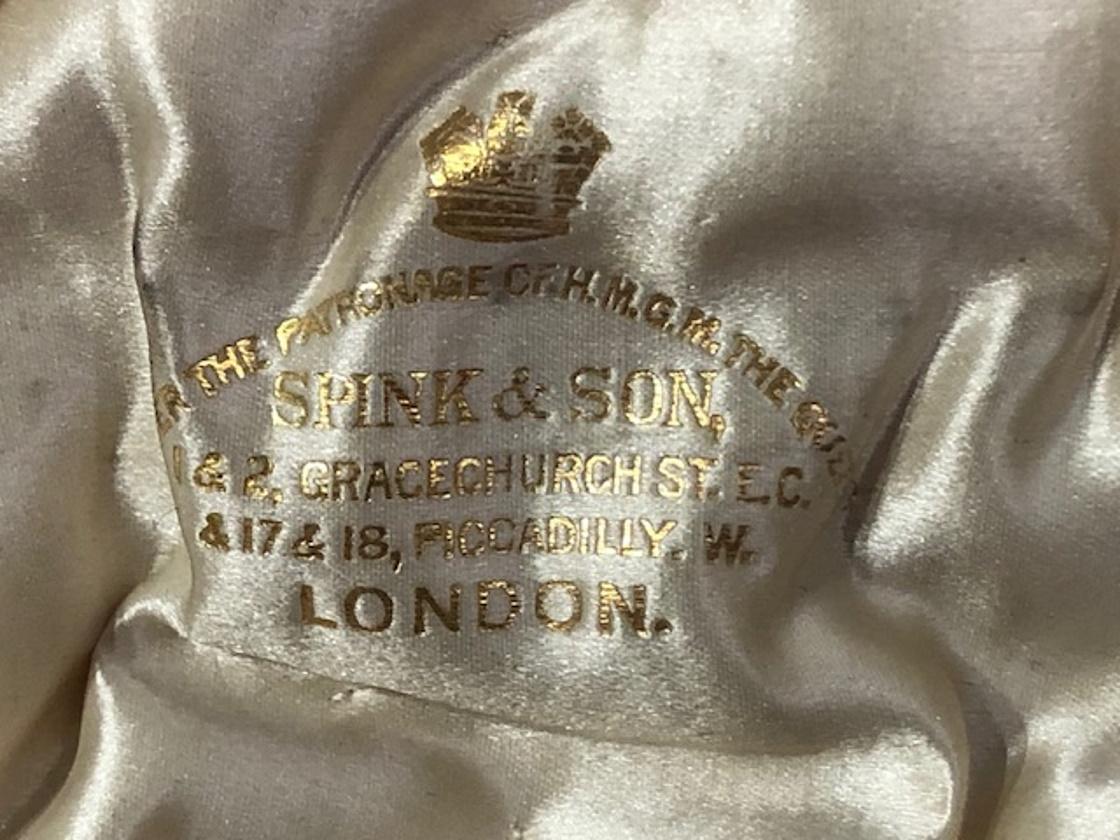 THE PATRONAGE OF H.M.G.M. THE
SPINK & SON,
1 & 2, GRACECHURCH ST. E.C.
& 17 & 18, PICCADILLY. W.
LONDON.